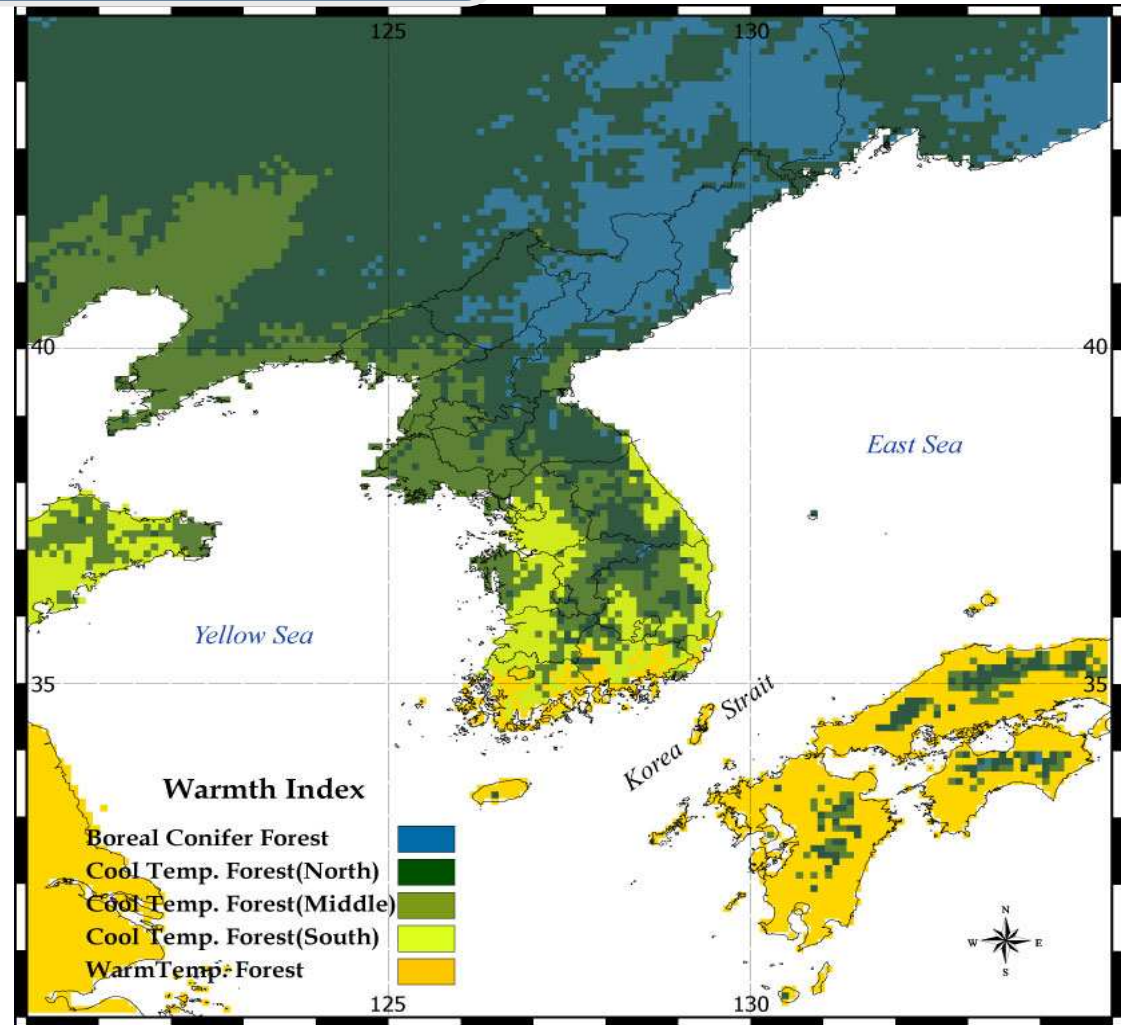 125 130
40 40
East Sea
Yellow Sea
35 35
Korea Strait
Warmth Index
Boreal Conifer Forest
Cool Temp. Forest(North)
Cool Temp. Forest(Middle)
Cool Temp. Forest(South)
WarmTemp. Forest
N
W E
S
125 130